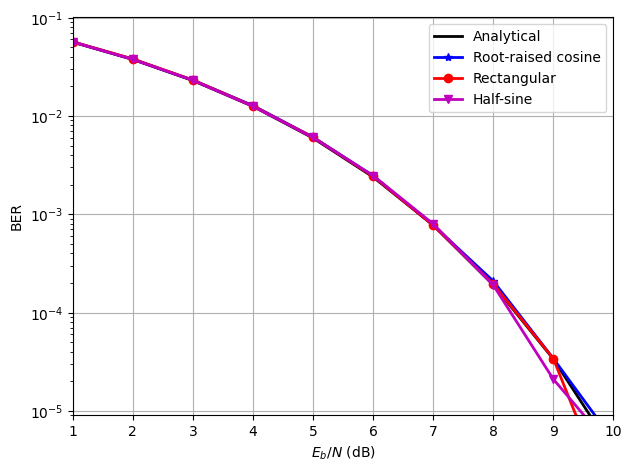 10⁻¹
10⁻²
10⁻³
10⁻⁴
10⁻⁵
BER
Analytical
Root-raised cosine
Rectangular
Half-sine
1 2 3 4 5 6 7 8 9 10
E_b/N (dB)